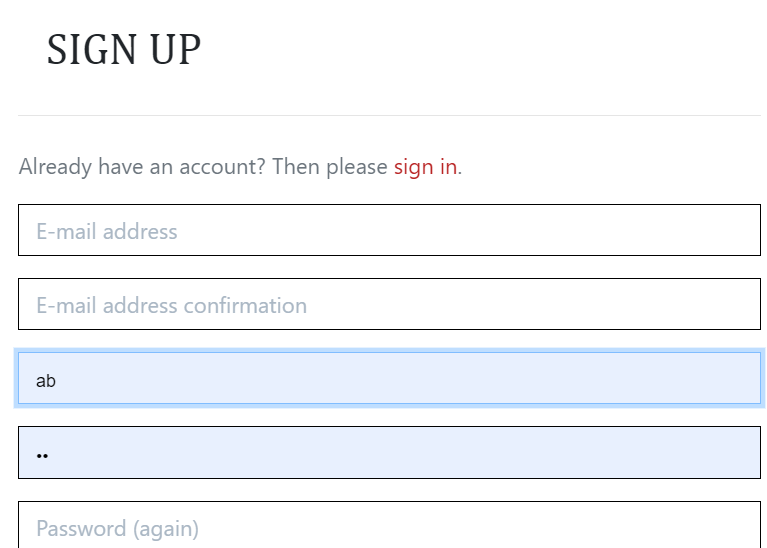 SIGN UP
Already have an account? Then please sign in.
E-mail address
E-mail address confirmation
ab
••
Password (again)